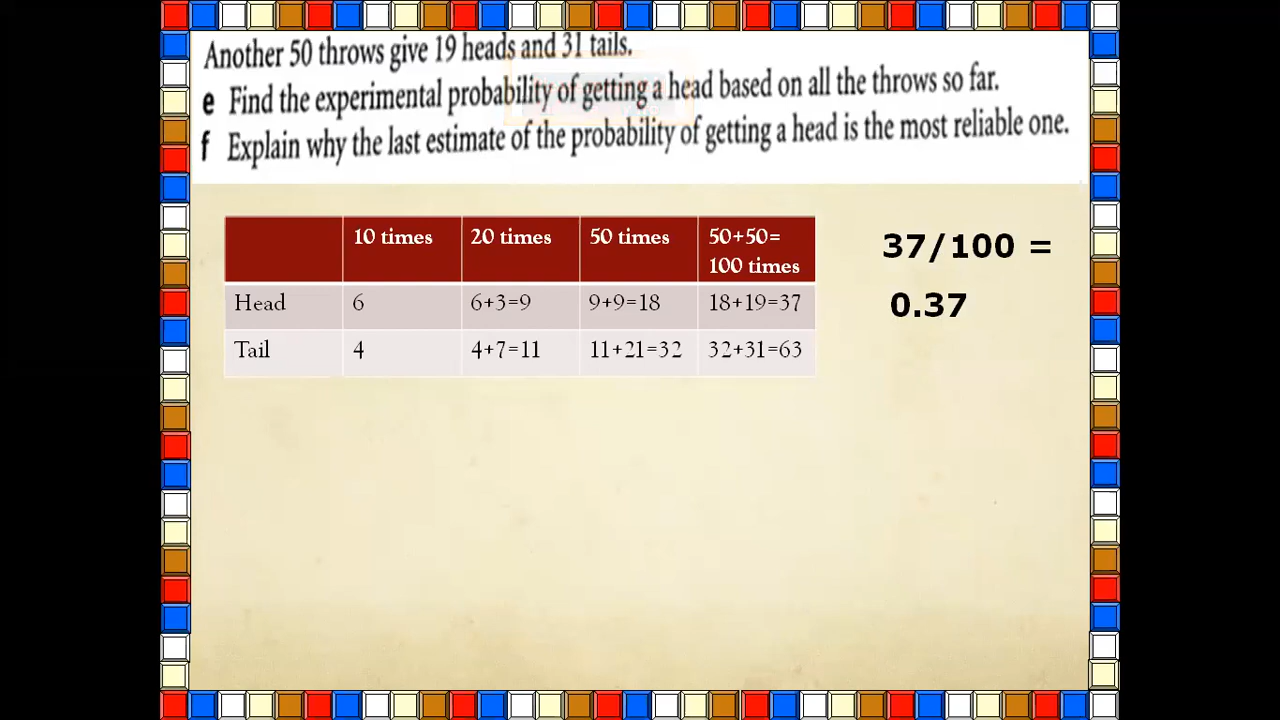 Another 50 throws give 19 heads and 31 tails.
e Find the experimental probability of getting a head based on all the throws so far.
f Explain why the last estimate of the probability of getting a head is the most reliable one.
10 times 20 times 50 times 50+50=
100 times
Head 6 6+3=9 9+9=18 18+19=37
Tail 4 4+7=11 11+21=32 32+31=63
37/100 =
0.37